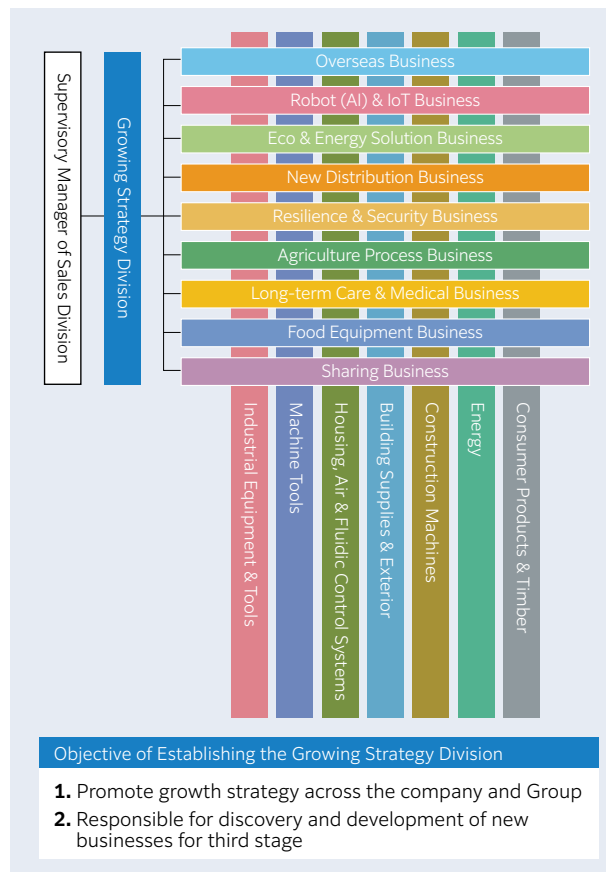 Supervisory Manager of Sales Division
Growing Strategy Division
Overseas Business
Robot (AI) & IoT Business
Eco & Energy Solution Business
New Distribution Business
Resilience & Security Business
Agriculture Process Business
Long-term Care & Medical Business
Food Equipment Business
Sharing Business
Industrial Equipment & Tools
Machine Tools
Housing, Air & Fluidic Control Systems
Building Supplies & Exterior
Construction Machines
Energy
Consumer Products & Timber
Objective of Establishing the Growing Strategy Division
1. Promote growth strategy across the company and Group
2. Responsible for discovery and development of new
businesses for third stage